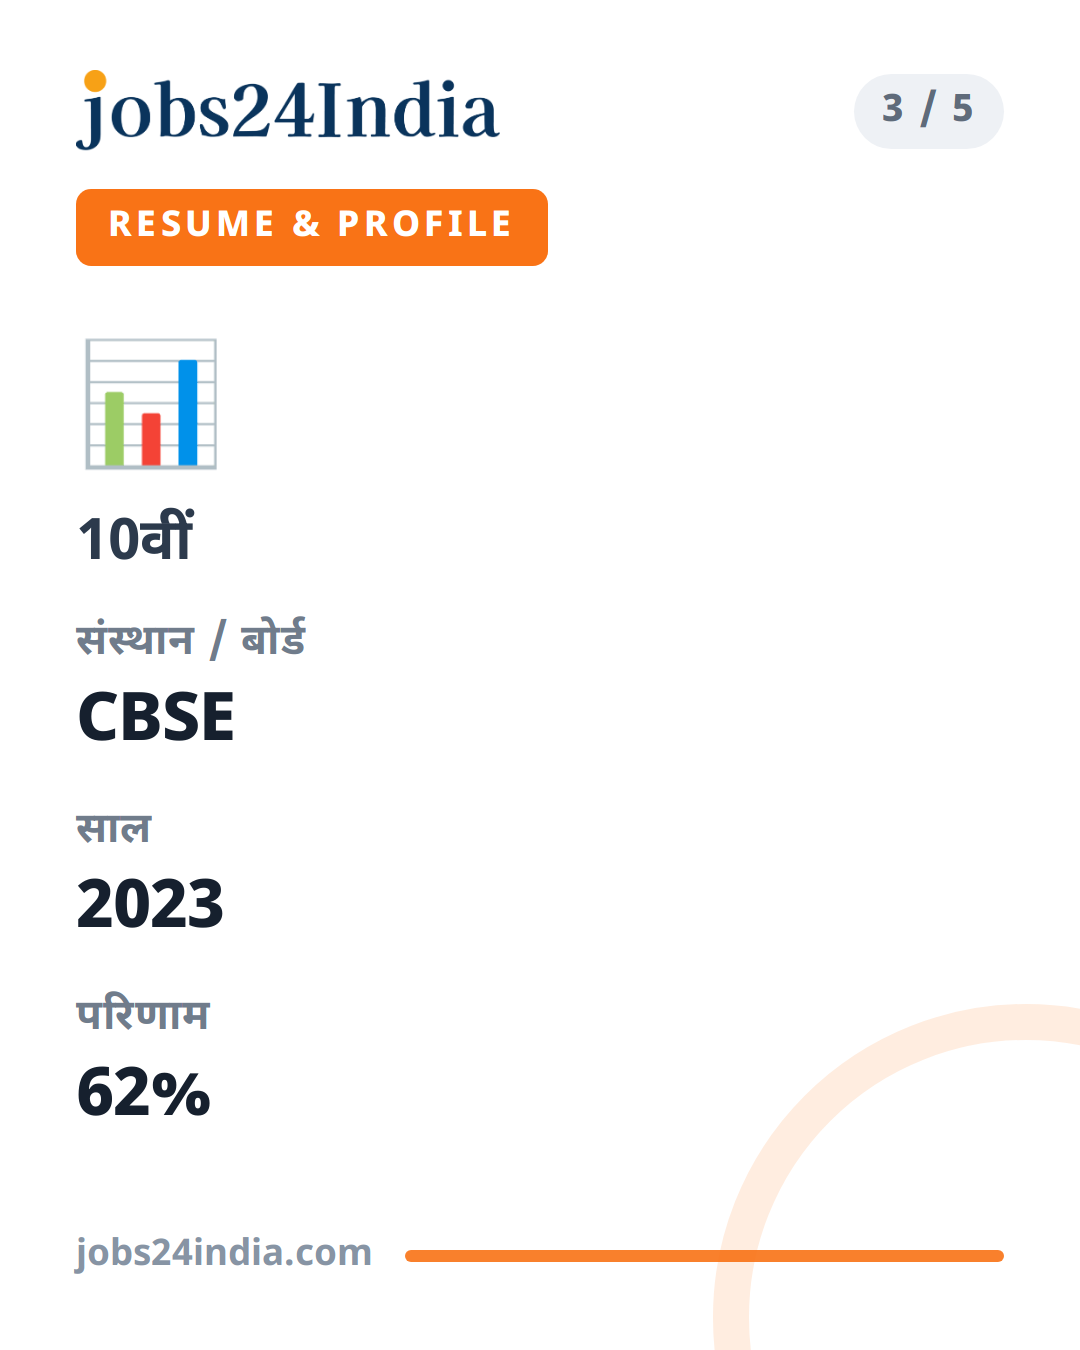 jobs24India
3 / 5
RESUME & PROFILE
10वीं
संस्थान / बोर्ड
CBSE
साल
2023
परिणाम
62%
jobs24india.com